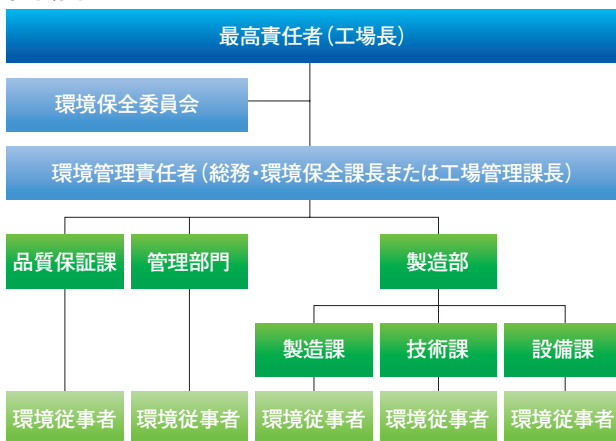 最高責任者（工場長）
環境保全委員会
環境管理責任者（総務・環境保全課長または工場管理課長）
品質保証課
管理部門
製造部
製造課
技術課
設備課
環境従事者
環境従事者
環境従事者
環境従事者
環境従事者